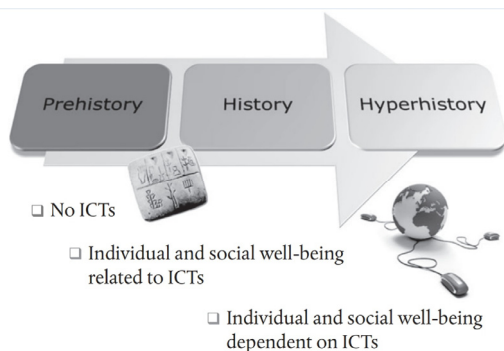 Prehistory
History
Hyperhistory
❑ No ICTs
❑ Individual and social well-being
related to ICTs
❑ Individual and social well-being
dependent on ICTs